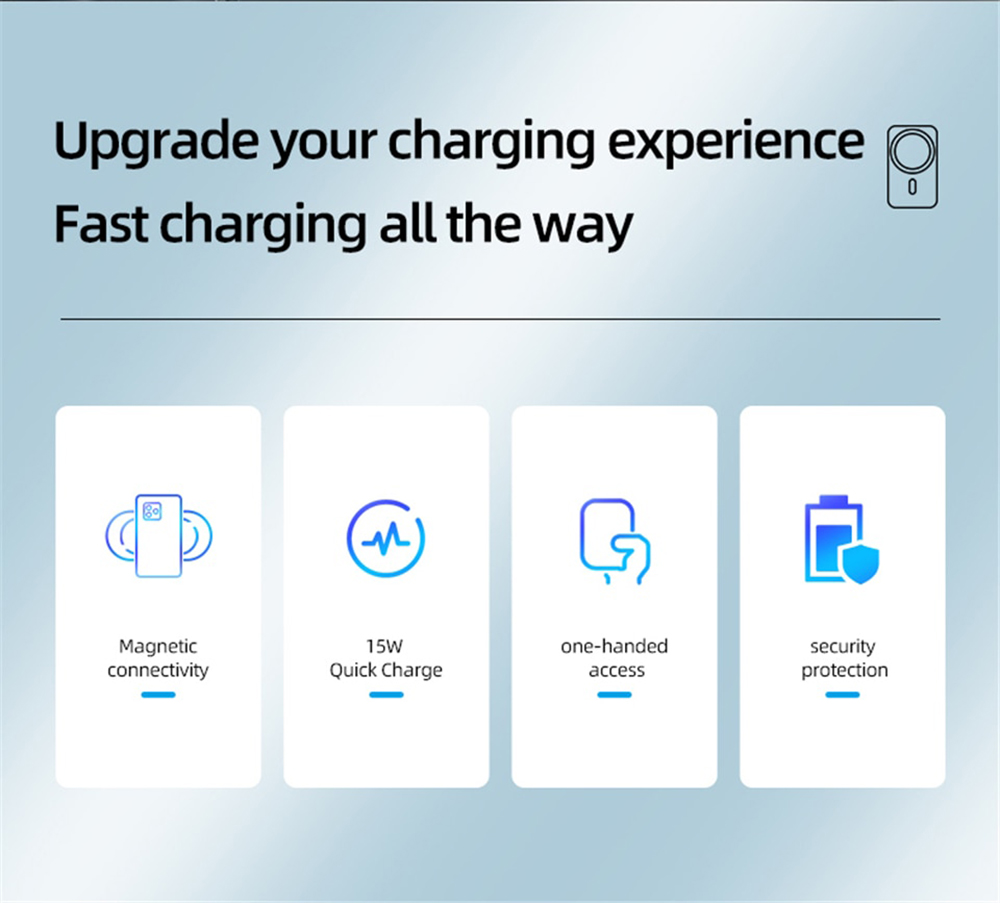 Upgrade your charging experience
Fast charging all the way
Magnetic
connectivity
15W
Quick Charge
one-handed
access
security
protection